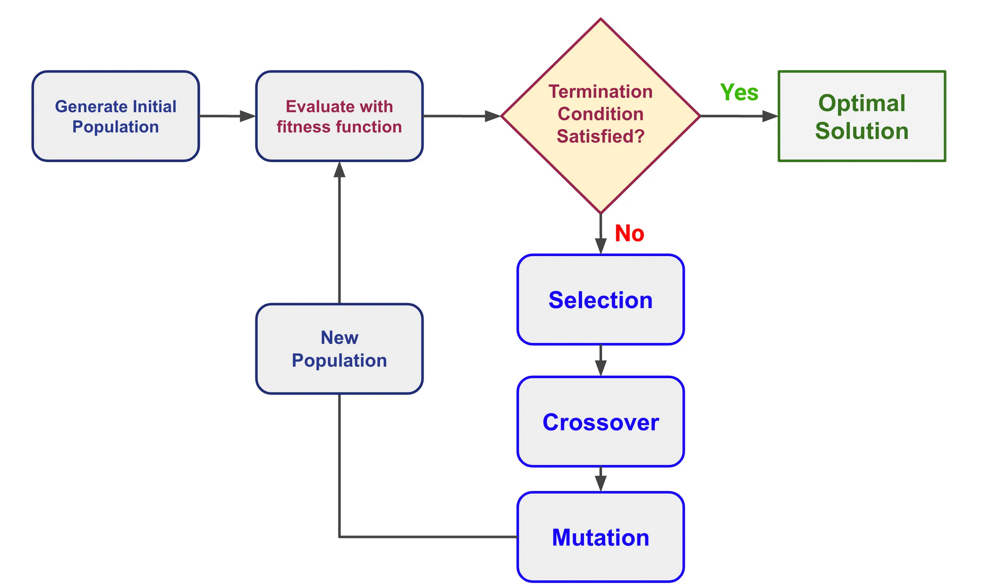 Generate Initial
Population
Evaluate with
fitness function
Termination
Condition
Satisfied?
Yes
Optimal
Solution
No
Selection
New
Population
Crossover
Mutation